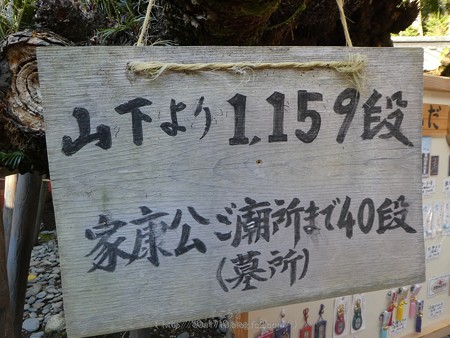 山下より1,159段
家康公ご廟所まで40段
(墓所)
だ